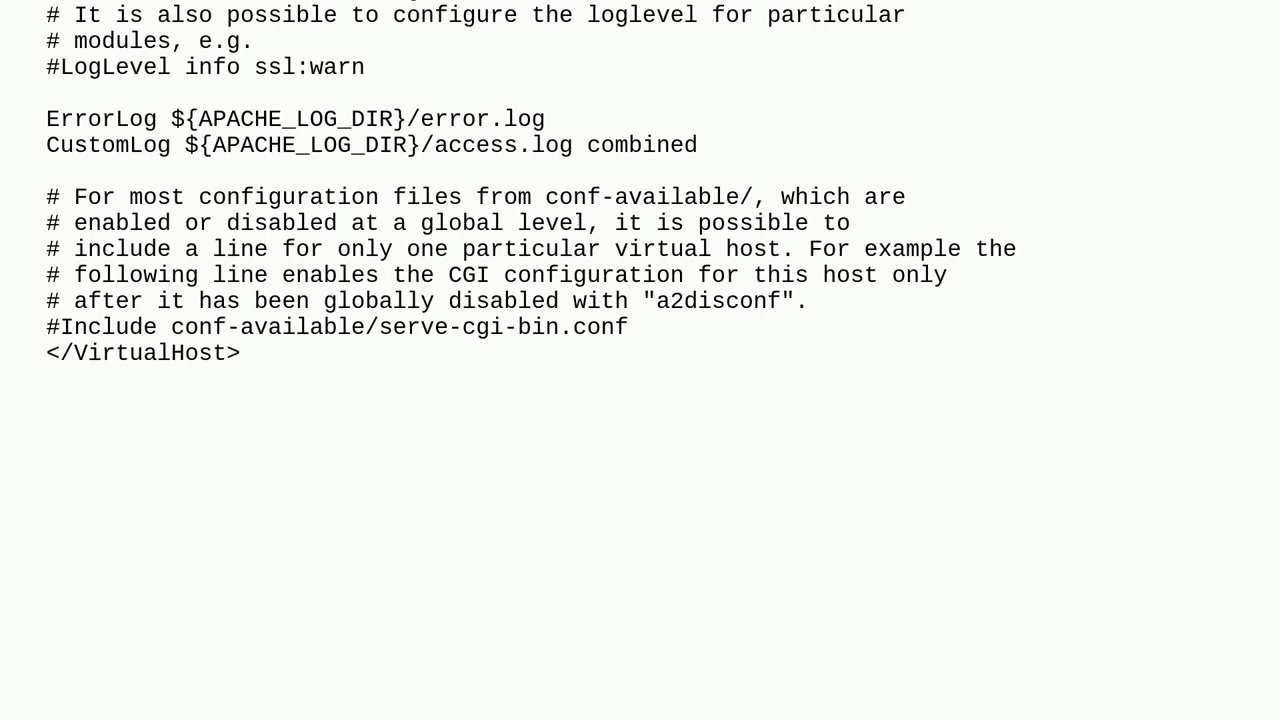 # It is also possible to configure the loglevel for particular
# modules, e.g.
#LogLevel info ssl:warn
ErrorLog ${APACHE_LOG_DIR}/error.log
CustomLog ${APACHE_LOG_DIR}/access.log combined
# For most configuration files from conf-available/, which are
# enabled or disabled at a global level, it is possible to
# include a line for only one particular virtual host. For example the
# following line enables the CGI configuration for this host only
# after it has been globally disabled with "a2disconf".
#Include conf-available/serve-cgi-bin.conf
</VirtualHost>